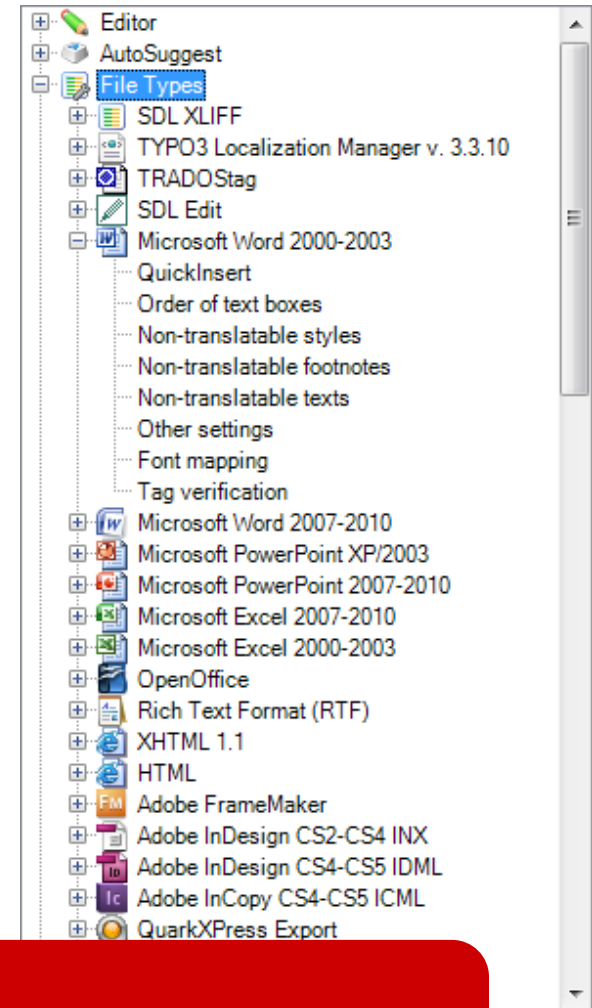 Editor
AutoSuggest
File Types
SDL XLIFF
TYPO3 Localization Manager v. 3.3.10
TRADOStag
SDL Edit
Microsoft Word 2000-2003
QuickInsert
Order of text boxes
Non-translatable styles
Non-translatable footnotes
Non-translatable texts
Other settings
Font mapping
Tag verification
Microsoft Word 2007-2010
Microsoft PowerPoint XP/2003
Microsoft PowerPoint 2007-2010
Microsoft Excel 2007-2010
Microsoft Excel 2000-2003
OpenOffice
Rich Text Format (RTF)
XHTML 1.1
HTML
FM Adobe FrameMaker
Adobe InDesign CS2-CS4 INX
ID Adobe InDesign CS4-CS5 IDML
Ic Adobe InCopy CS4-CS5 ICML
QuarkXPress Export